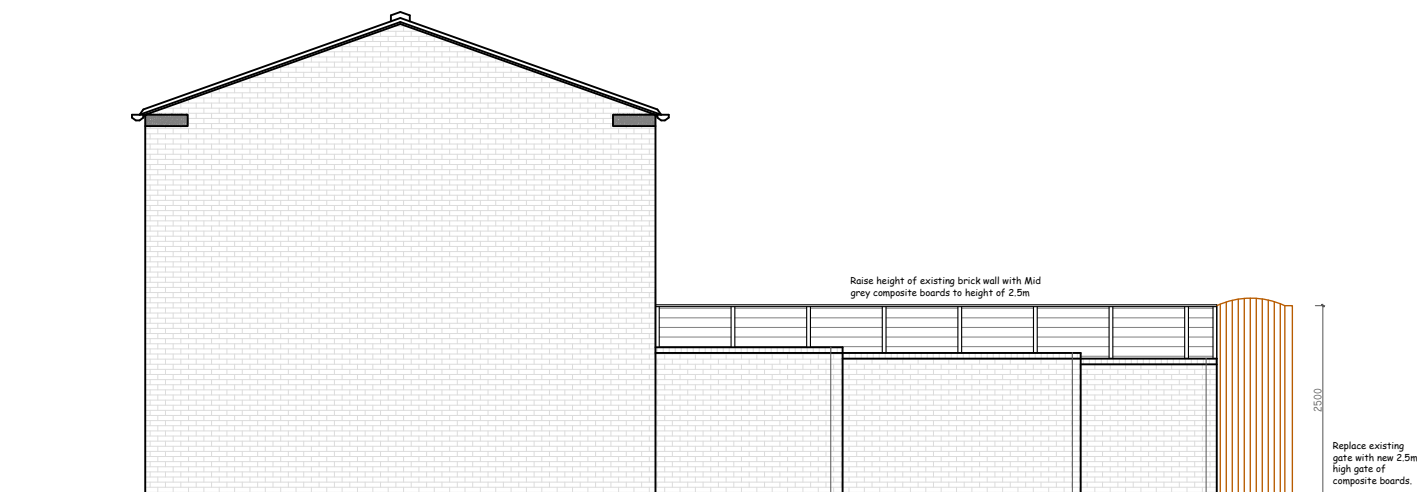 Raise height of existing brick wall with Mid
grey composite boards to height of 2.5m
2500
Replace existing
gate with new 2.5m
high gate of
composite boards.